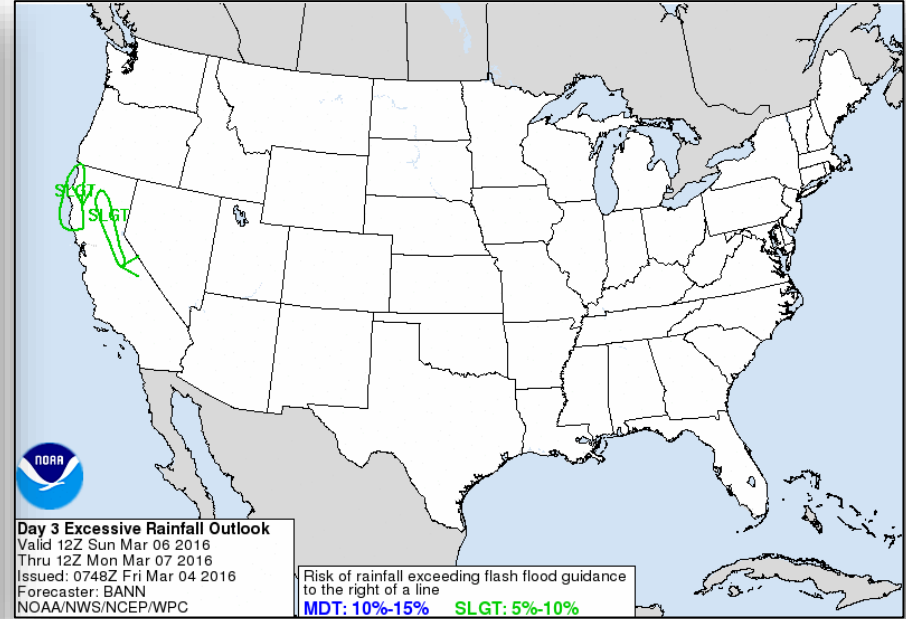 SLGT
SLGT
NOAA
Day 3 Excessive Rainfall Outlook
Valid 12Z Sun Mar 06 2016
Thru 12Z Mon Mar 07 2016
Issued: 0748Z Fri Mar 04 2016
Forecaster: BANN
NOAA/NWS/NCEP/WPC
Risk of rainfall exceeding flash flood guidance
to the right of a line
MDT: 10%-15% SLGT: 5%-10%